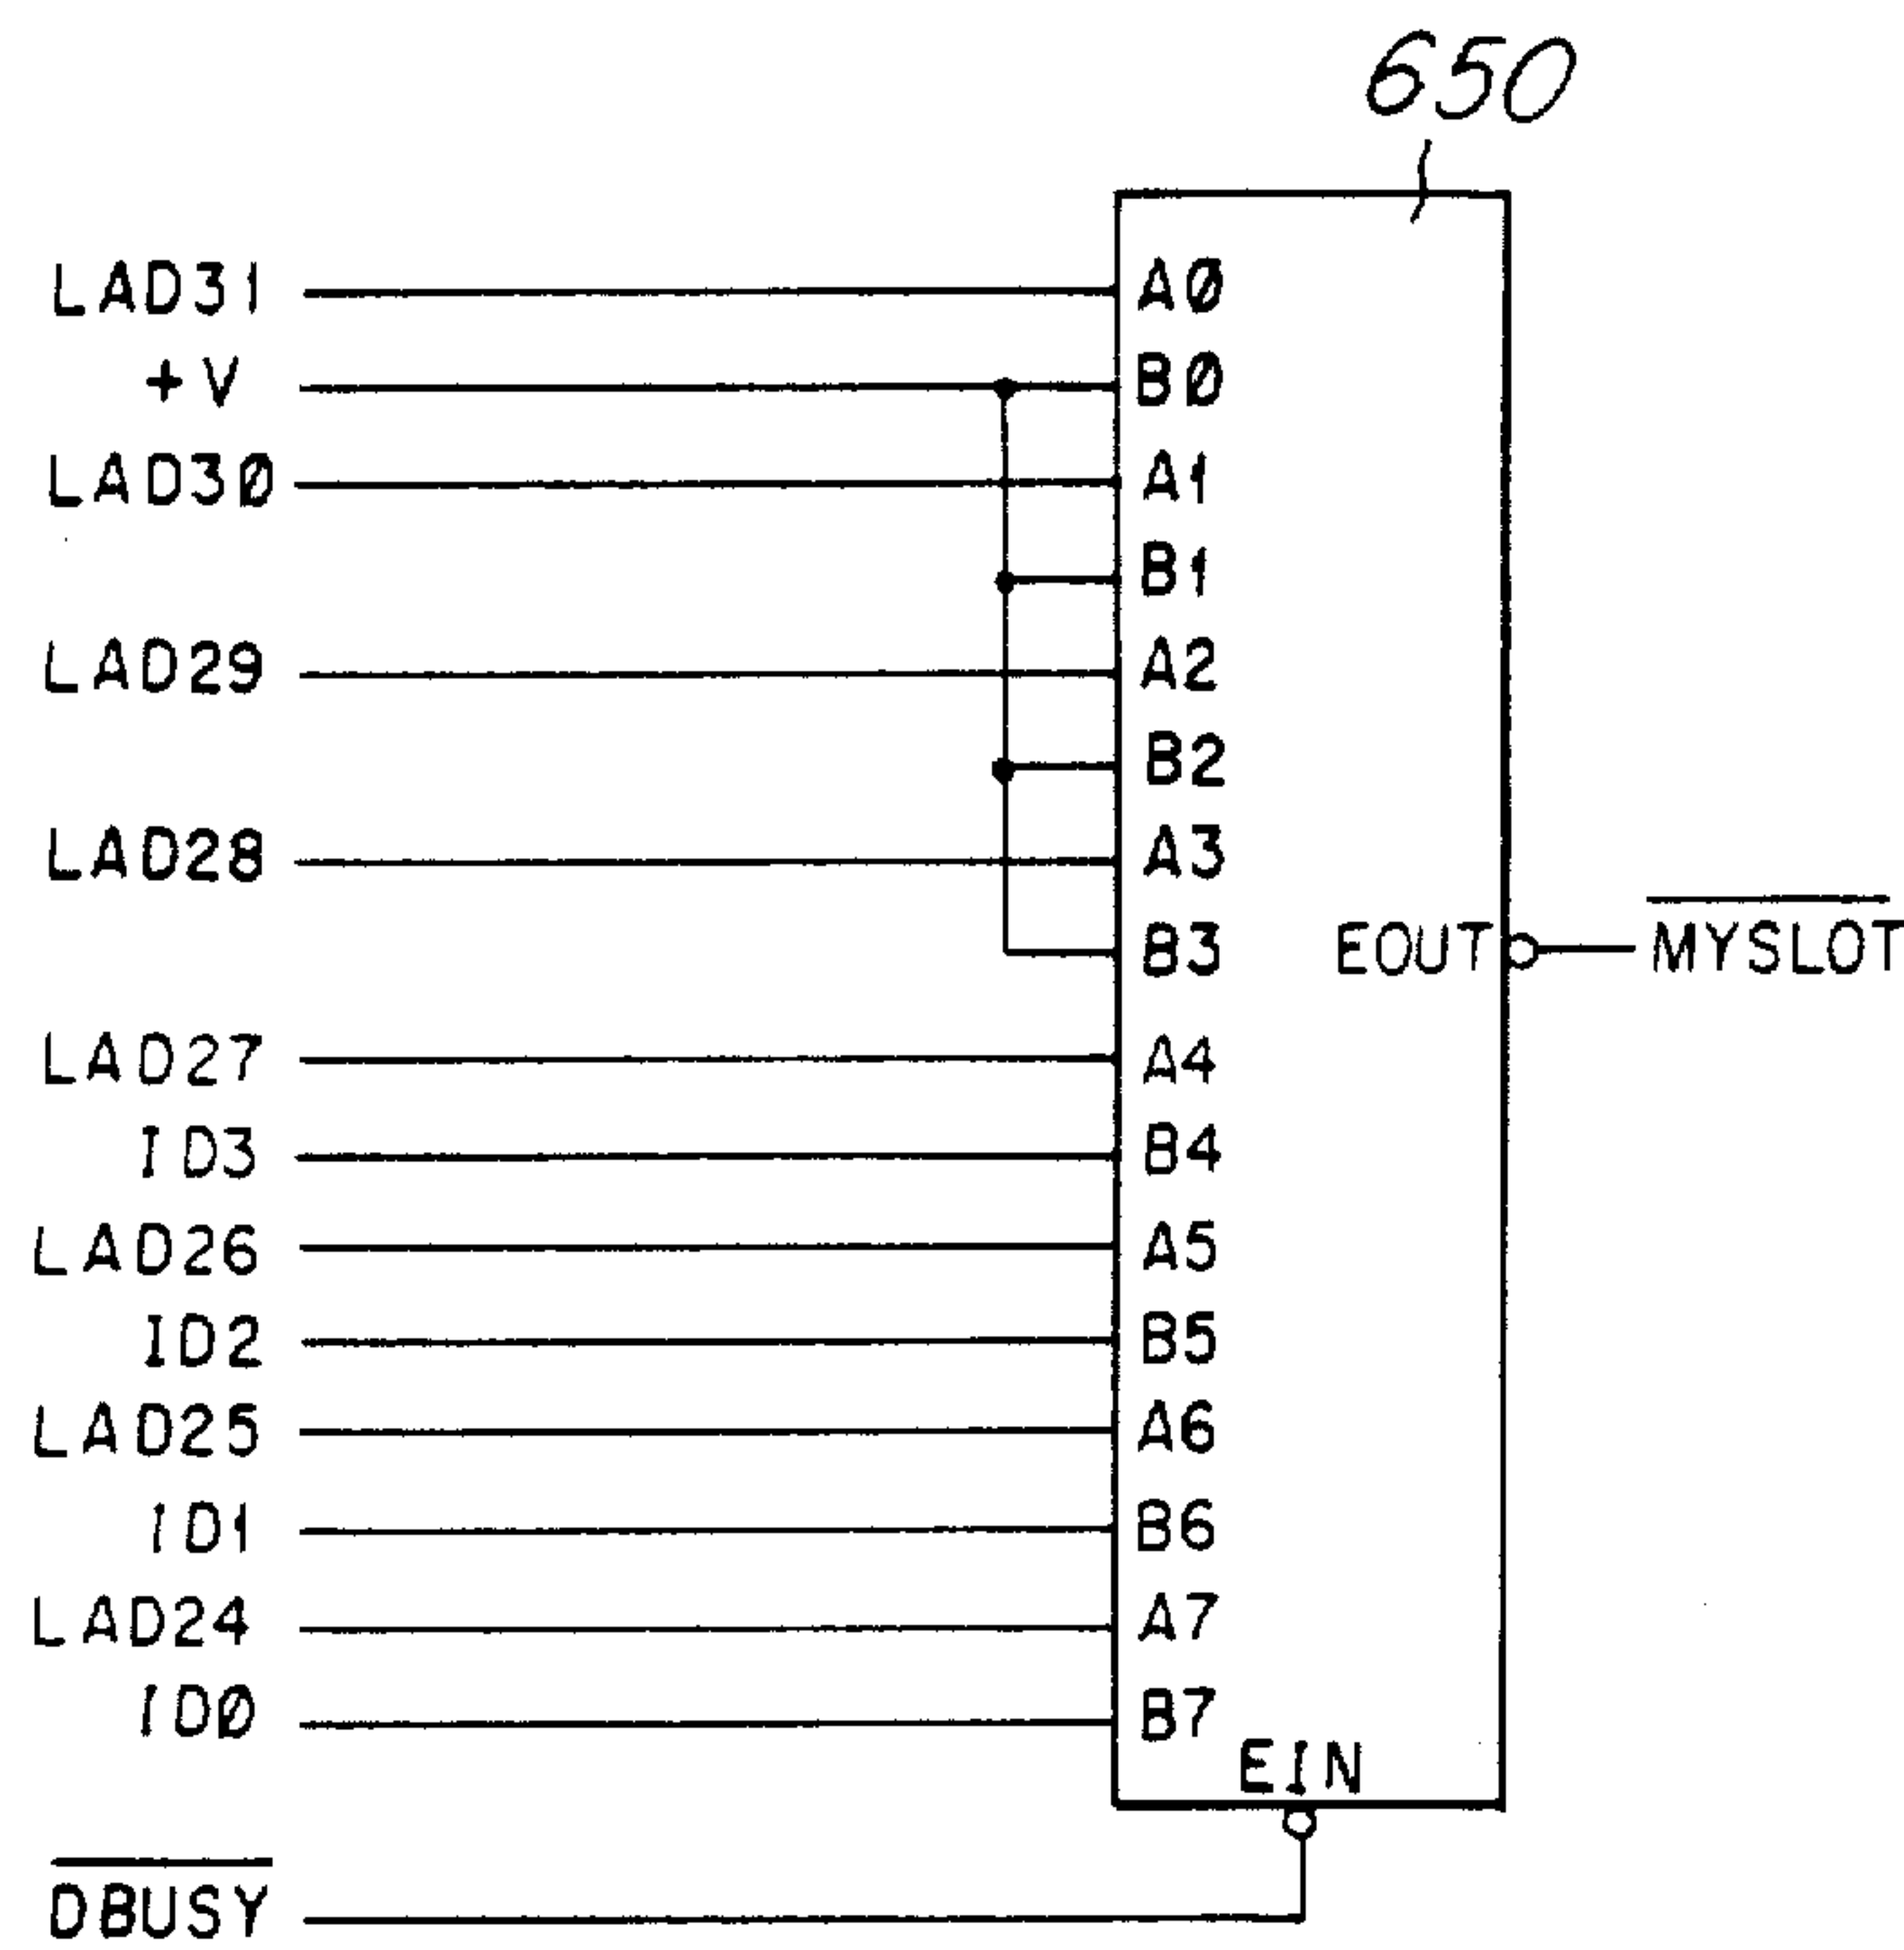 650
LAD31 A0
+V B0
LAD30 A1
B1
LAD29 A2
B2
LAD28 A3
B3 EOUT MYSLOT
LAD27 A4
ID3 B4
LAD26 A5
ID2 B5
LAD25 A6
ID1 B6
LAD24 A7
ID0 B7
EIN
DBUSY